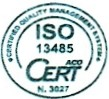 CERTIFIED QUALITY MANAGEMENT SYSTEM
ISO
13485
ACO
CERT
N. 3027